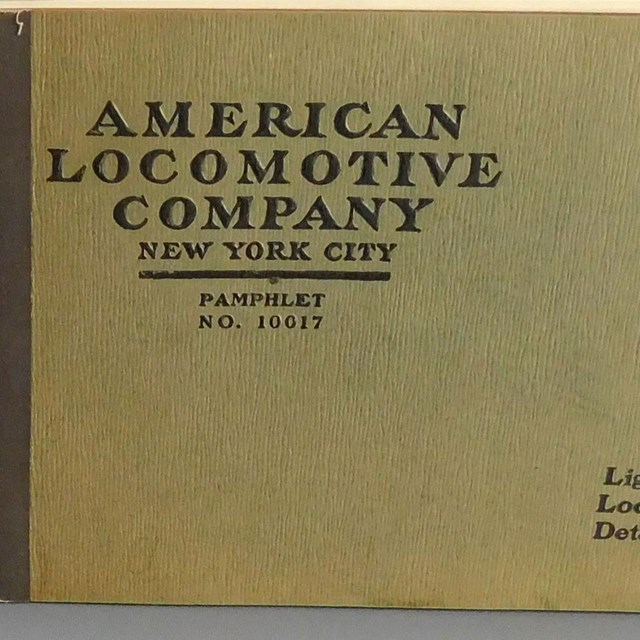 AMERICAN
LOCOMOTIVE
COMPANY
NEW YORK CITY
PAMPHLET
NO. 10017